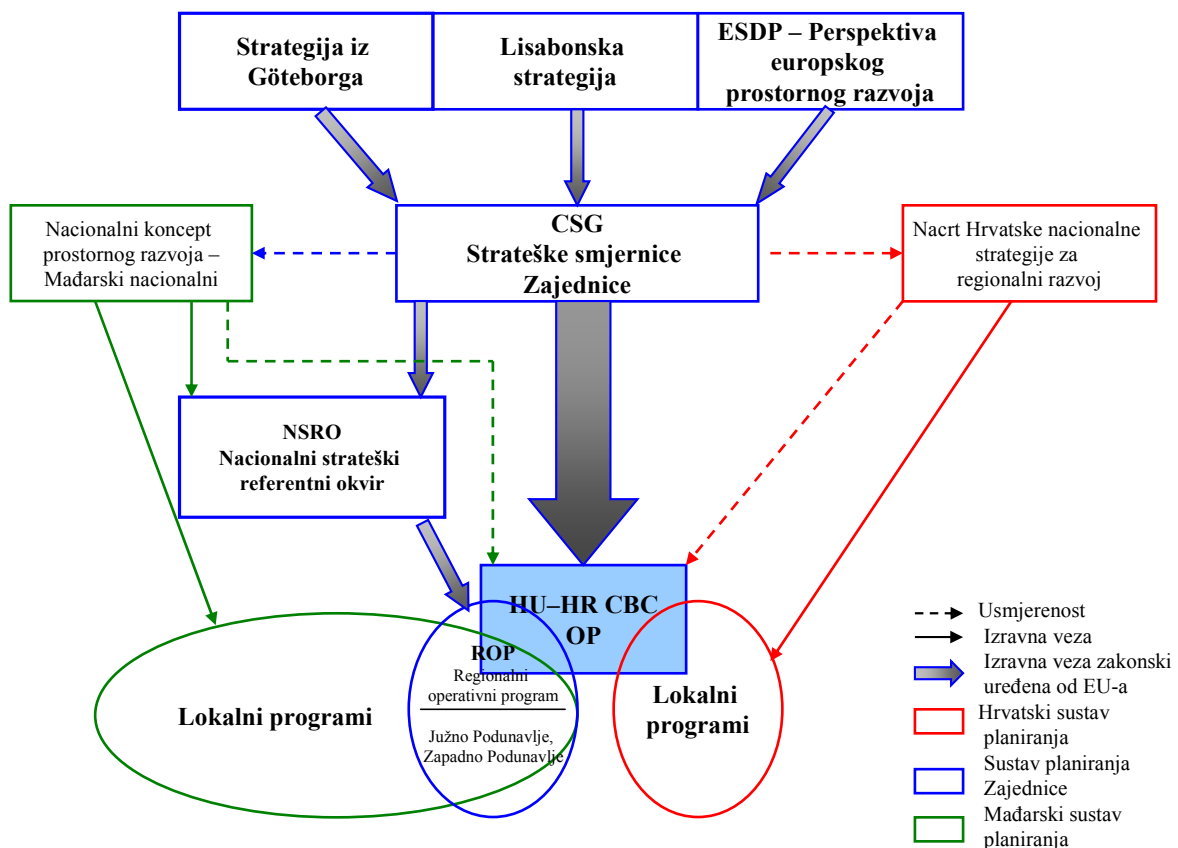 Strategija iz
Göteborga
Lisabonska
strategija
ESDP – Perspektiva
europskog
prostornog razvoja
Nacionalni koncept
prostornog razvoja –
Mađarski nacionalni
CSG
Strateške smjernice
Zajednice
Nacrt Hrvatske nacionalne
strategije za
regionalni razvoj
NSRO
Nacionalni strateški
referentni okvir
HU–HR CBC
OP
ROP
Regionalni
operativni program
Južno Podunavlje,
Zapadno Podunavlje
Lokalni programi
Lokalni
programi
Usmjerenost
Izravna veza
Izravna veza zakonski
uređena od EU-a
Hrvatski sustav
planiranja
Sustav planiranja
Zajednice
Mađarski sustav
planiranja